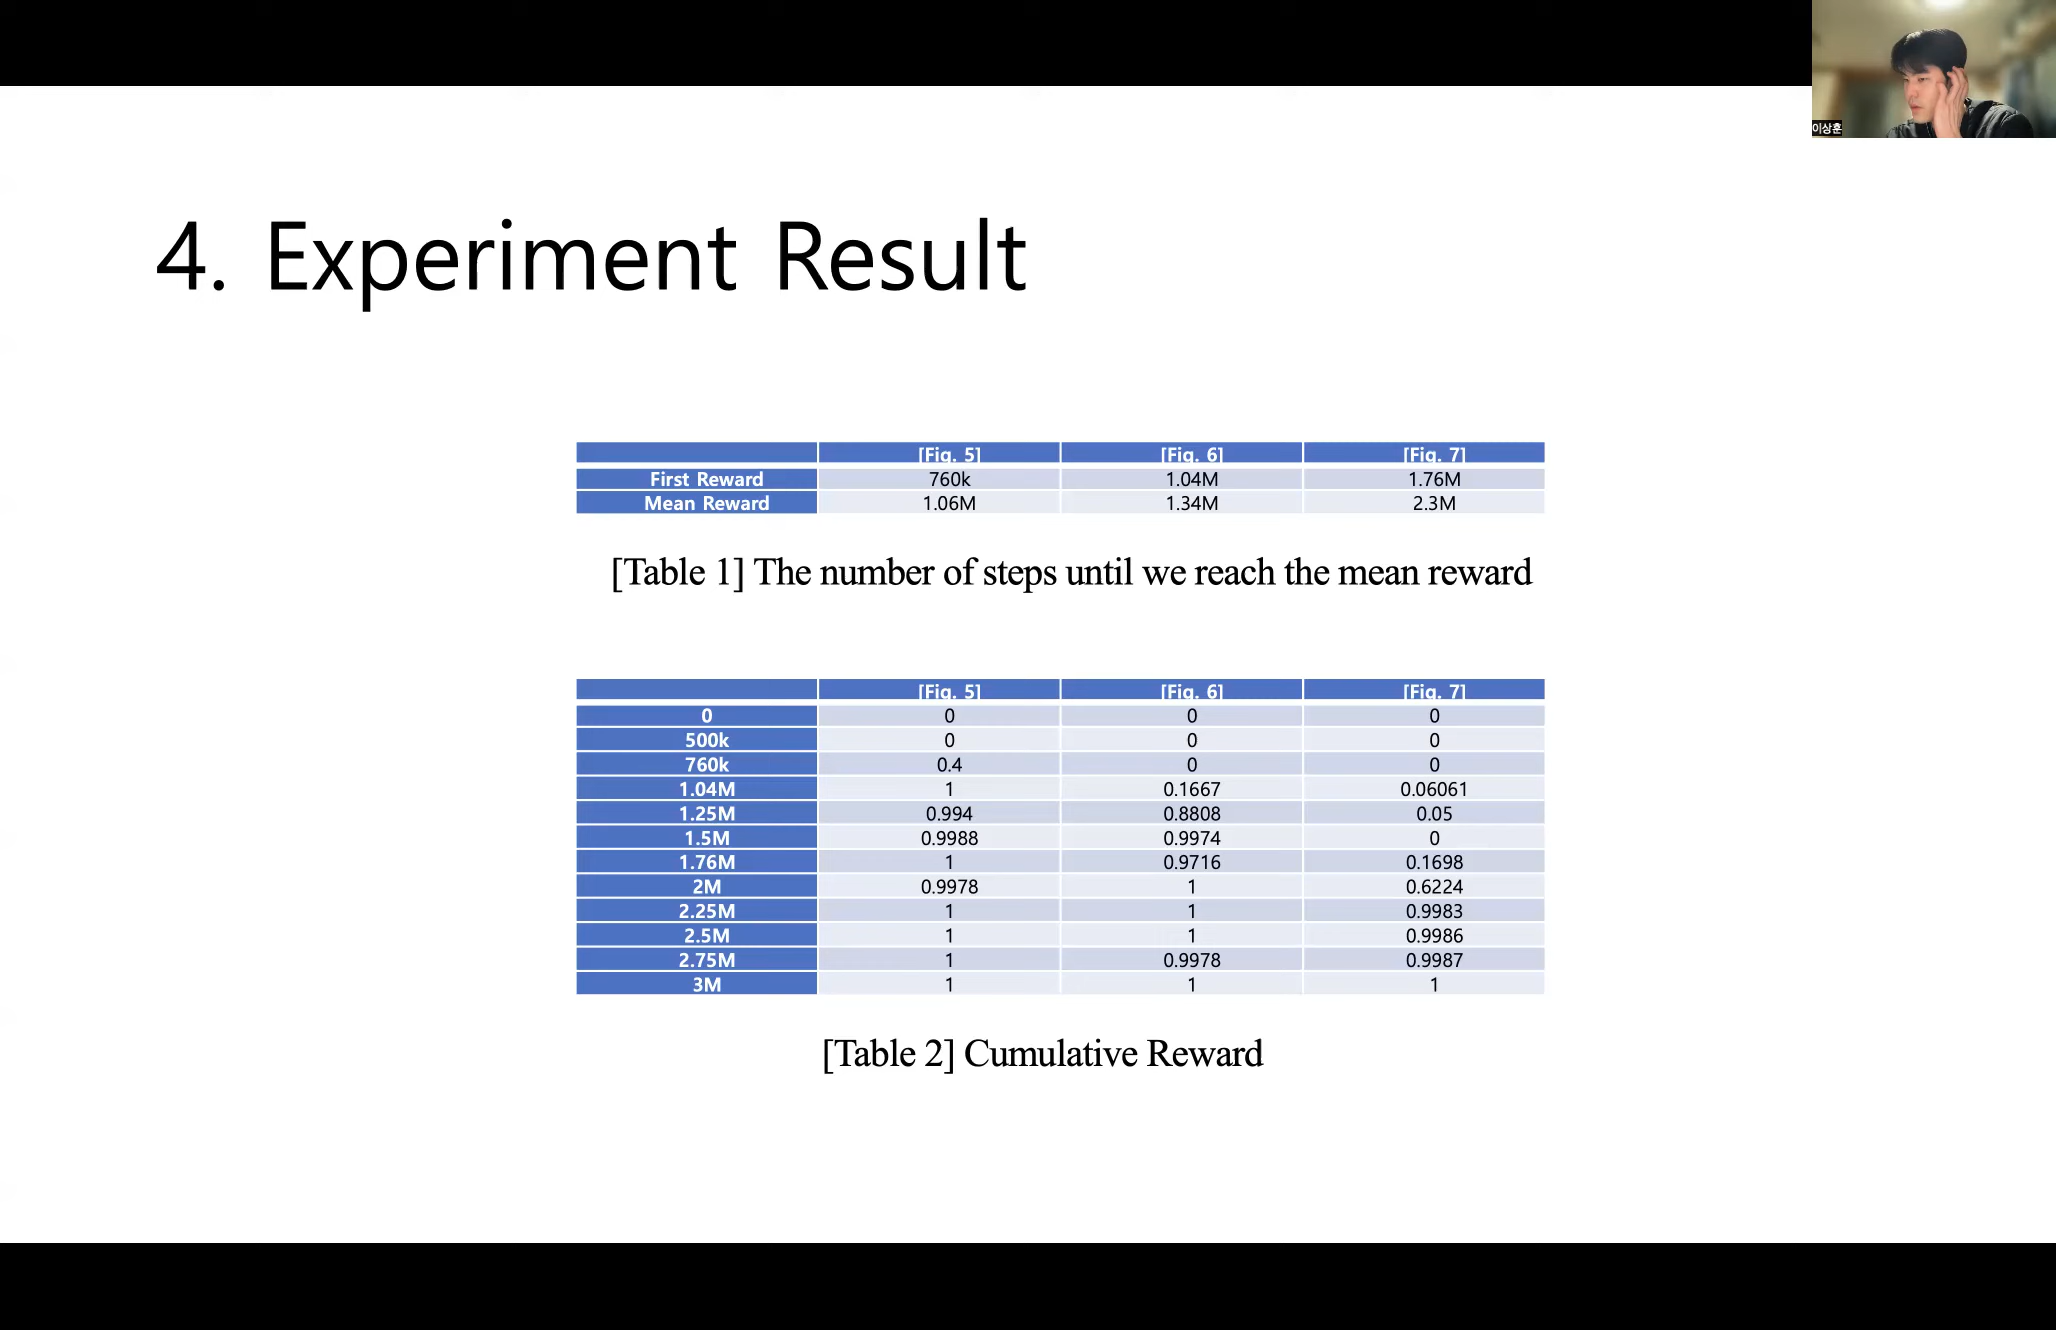 이상훈
4. Experiment Result
[Fig. 5] [Fig. 6] [Fig. 7]
First Reward 760k 1.04M 1.76M
Mean Reward 1.06M 1.34M 2.3M
[Table 1] The number of steps until we reach the mean reward
[Fig. 5] [Fig. 6] [Fig. 7]
0 0 0 0
500k 0 0 0
760k 0.4 0 0
1.04M 1 0.1667 0.06061
1.25M 0.994 0.8808 0.05
1.5M 0.9988 0.9974 0
1.76M 1 0.9716 0.1698
2M 0.9978 1 0.6224
2.25M 1 1 0.9983
2.5M 1 1 0.9986
2.75M 1 0.9978 0.9987
3M 1 1 1
[Table 2] Cumulative Reward